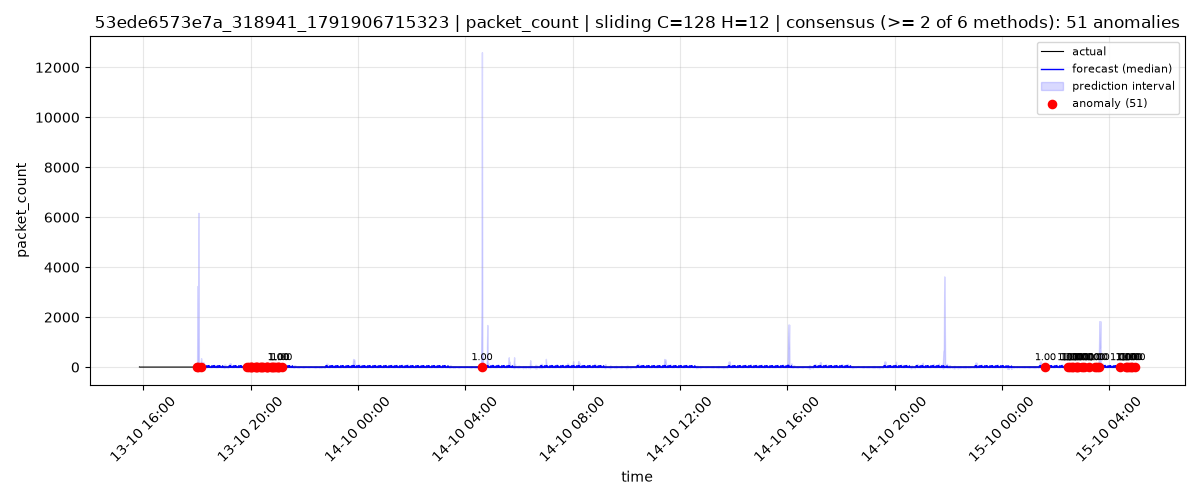 53ede6573e7a_318941_1791906715323 | packet_count | sliding C=128 H=12 | consensus (>= 2 of 6 methods): 51 anomalies
actual
forecast (median)
prediction interval
anomaly (51)
packet_count
12000
10000
8000
6000
4000
2000
0
1.00
1.00
13-10 16:00
13-10 20:00
14-10 00:00
14-10 04:00
14-10 08:00
14-10 12:00
14-10 16:00
14-10 20:00
15-10 00:00
15-10 04:00
time